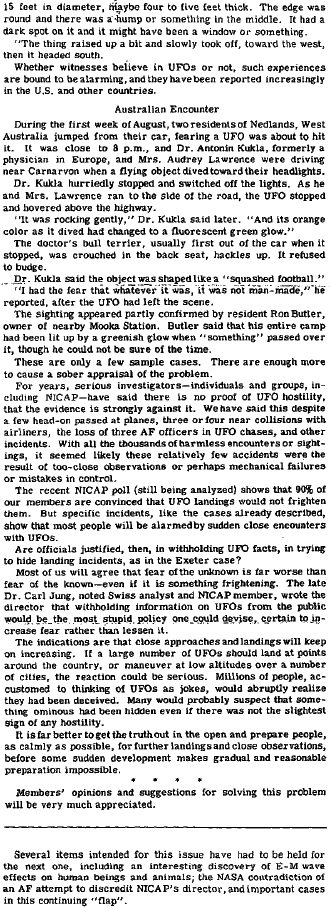 15 feet in diameter, maybe four to five feet thick. The edge was
round and there was a hump or something in the middle. It had a
dark spot on it and it might have been a window or something.
"The thing raised up a bit and slowly took off, toward the west,
then it headed south.
Whether witnesses believe in UFOs or not, such experiences
are bound to be alarming, and they have been reported increasingly
in the U.S. and other countries.
Australian Encounter
During the first week of August, two residents of Nedlands, West
Australia jumped from their car, fearing a UFO was about to hit
it. It was close to 8 p.m., and Dr. Antonin Kukla, formerly a
physician in Europe, and Mrs. Audrey Lawrence were driving
near Carnarvon when a flying object dived toward their headlights.
Dr. Kukla hurriedly stopped and switched off the lights. As he
and Mrs. Lawrence ran to the side of the road, the UFO stopped
and hovered above the highway.
"It was rocking gently," Dr. Kukla said later. "And its orange
color as it dived had changed to a fluorescent green glow."
The doctor's bull terrier, usually first out of the car when it
stopped, was crouched in the back seat, hackles up. It refused
to budge.
Dr. Kukla said the object was shaped like a "squashed football."
"I had the fear that whatever it was, it was not man-made," he
reported, after the UFO had left the scene.
The sighting appeared partly confirmed by resident Ron Butler,
owner of nearby Mooka Station. Butler said that his entire camp
had been lit up by a greenish glow when "something" passed over
it, though he could not be sure of the time.
These are only a few sample cases. There are enough more
to cause a sober appraisal of the problem.
For years, serious investigators—individuals and groups, in-
cluding NICAP—have said there is no proof of UFO hostility,
that the evidence is strongly against it. We have said this despite
a few head-on passed at planes, three or four near collisions with
airliners, the loss of three AF officers in UFO chases, and other
incidents. With all the thousands of harmless encounters or sight-
ings, it seemed likely these relatively few accidents were the
result of too-close observations or perhaps mechanical failures
or mistakes in control.
The recent NICAP poll (still being analyzed) shows that 90% of
our members are convinced that UFO landings would not frighten
them. But specific incidents, like the cases already described,
show that most people will be alarmed by sudden close encounters
with UFOs.
Are officials justified, then, in withholding UFO facts, in trying
to hide landing incidents, as in the Exeter case?
Most of us will agree that fear of the unknown is far worse than
fear of the known—even if it is something frightening. The late
Dr. Carl Jung, noted Swiss analyst and NICAP member, wrote the
director that withholding information on UFOs from the public
would be the most stupid policy one could devise, certain to in-
crease fear rather than lessen it.
The indications are that close approaches and landings will keep
on increasing. If a large number of UFOs should land at points
around the country, or maneuver at low altitudes over a number
of cities, the reaction could be serious. Millions of people, ac-
customed to thinking of UFOs as jokes, would abruptly realize
they had been deceived. Many would probably suspect that some-
thing ominous had been hidden even if there was not the slightest
sign of any hostility.
It is far better to get the truth out in the open and prepare people,
as calmly as possible, for further landings and close observations,
before some sudden development makes gradual and reasonable
preparation impossible.
* * * *
Members' opinions and suggestions for solving this problem
will be very much appreciated.
Several items intended for this issue have had to be held for
the next one, including an interesting discovery of E-M wave
effects on human beings and animals; the NASA contradiction of
an AF attempt to discredit NICAP's director, and important cases
in this continuing "flap".